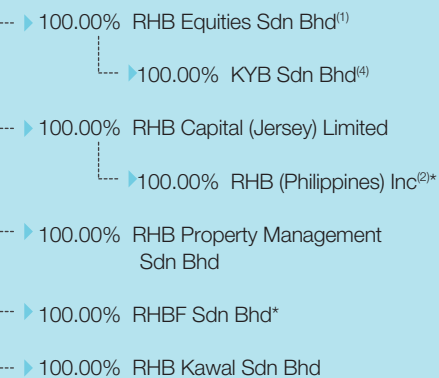 100.00% RHB Equities Sdn Bhd(1)
100.00% KYB Sdn Bhd(4)
100.00% RHB Capital (Jersey) Limited
100.00% RHB (Philippines) Inc(2)*
100.00% RHB Property Management
Sdn Bhd
100.00% RHBF Sdn Bhd*
100.00% RHB Kawal Sdn Bhd